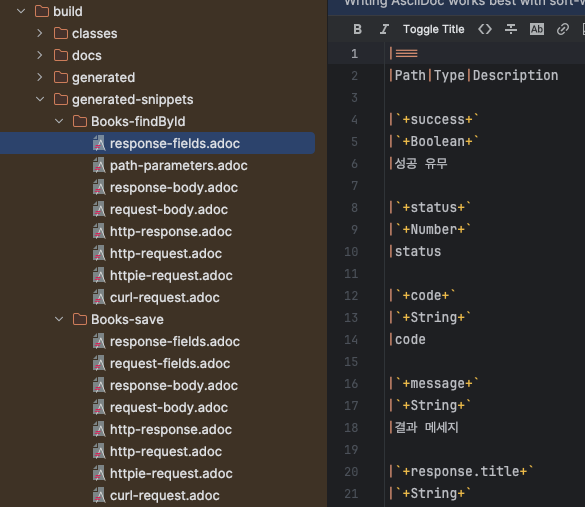 build
classes
docs
generated
generated-snippets
Books-findById
response-fields.adoc
path-parameters.adoc
response-body.adoc
request-body.adoc
http-response.adoc
http-request.adoc
httpie-request.adoc
curl-request.adoc
Books-save
response-fields.adoc
request-fields.adoc
response-body.adoc
request-body.adoc
http-response.adoc
http-request.adoc
httpie-request.adoc
curl-request.adoc
Writing AsciiDoc works best with soft-w
B I Toggle Title <> S Ab
1 |===
2 |Path|Type|Description
3
4 |`+success+`
5 |`+Boolean+`
6 |성공 유무
7
8 |`+status+`
9 |`+Number+`
10 |status
11
12 |`+code+`
13 |`+String+`
14 |code
15
16 |`+message+`
17 |`+String+`
18 |결과 메세지
19
20 |`+response.title+`
21 |`+String+`